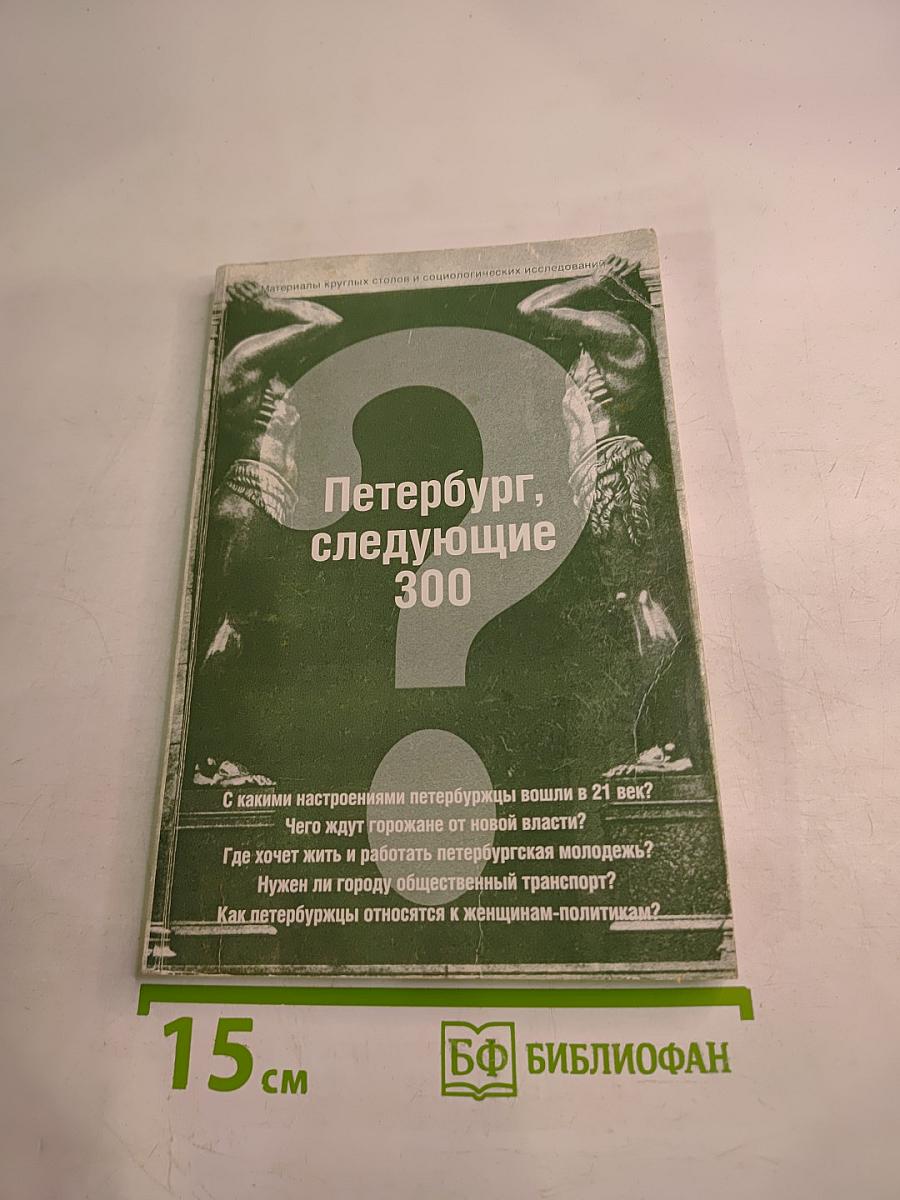 Материалы круглых столов и социологических исследований
Петербург,
следующие
300
С какими настроениями петербуржцы вошли в 21 век?
Чего ждут горожане от новой власти?
Где хочет жить и работать петербургская молодежь?
Нужен ли городу общественный транспорт?
Как петербуржцы относятся к женщинам-политикам?
15 см
БФ БИБЛИОФАН